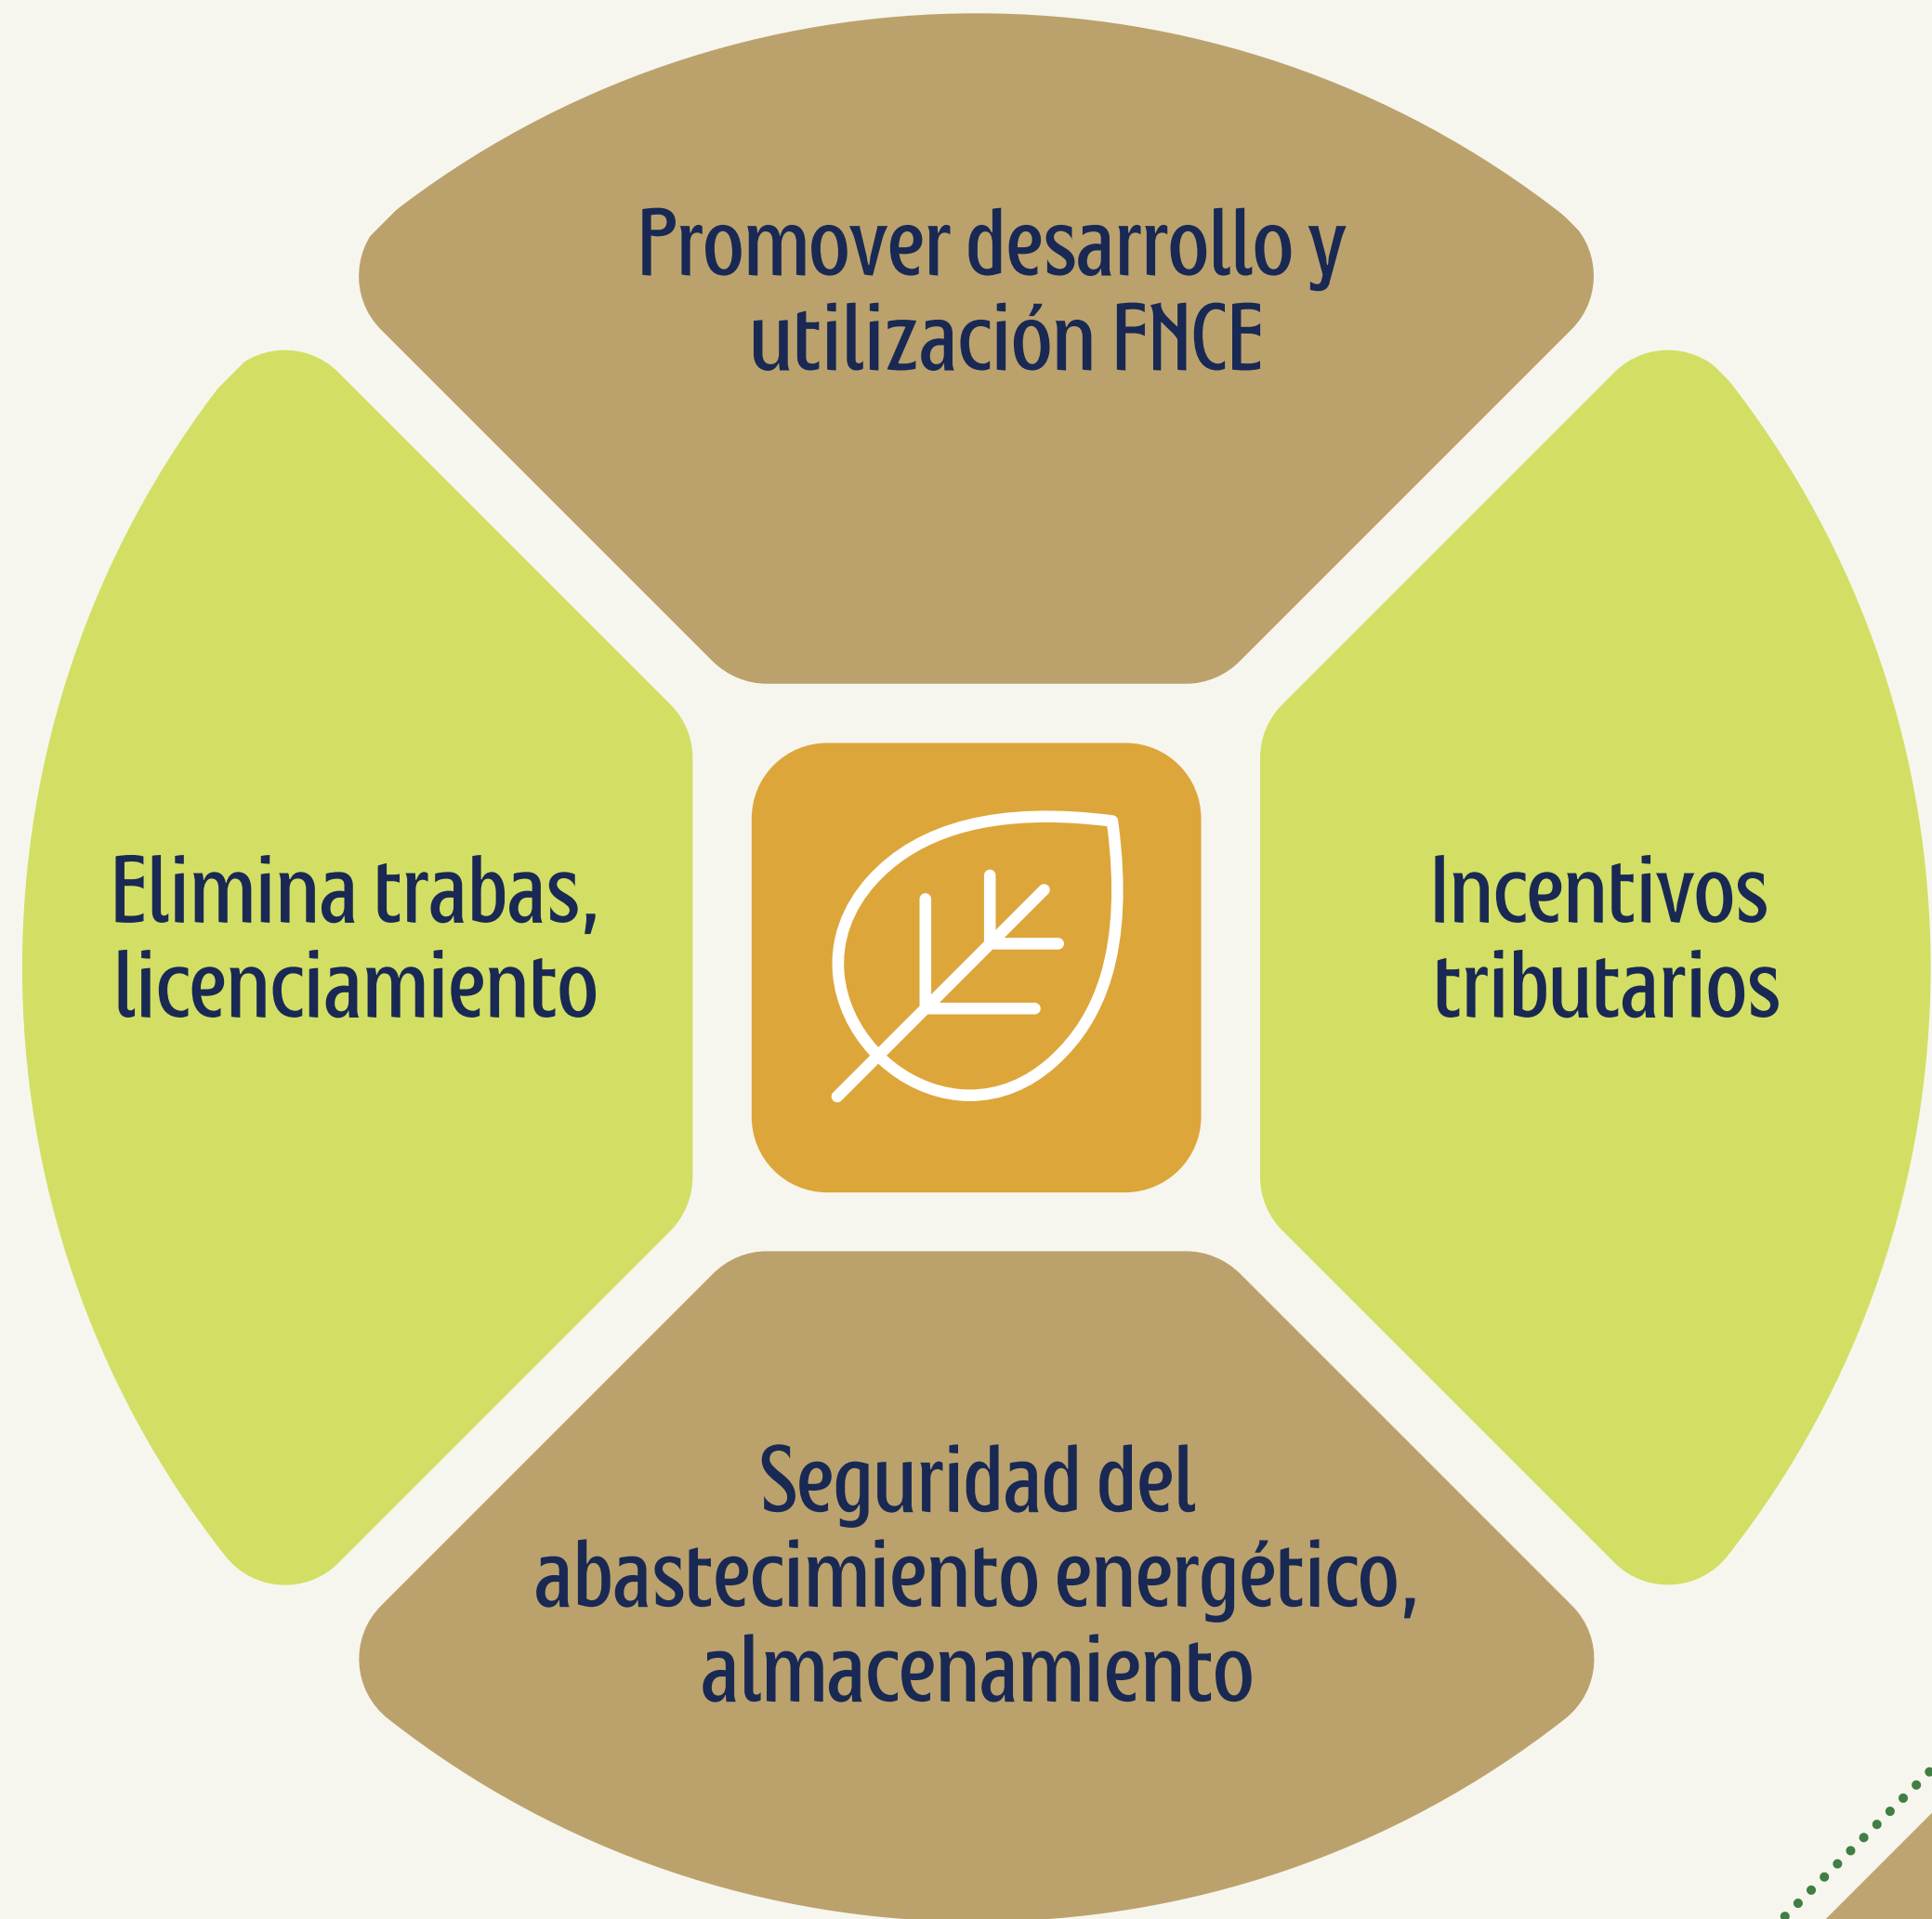 Promover desarrollo y
utilización FNCE
Elimina trabas,
licenciamiento
Incentivos
tributarios
Seguridad del
abastecimiento energético,
almacenamiento